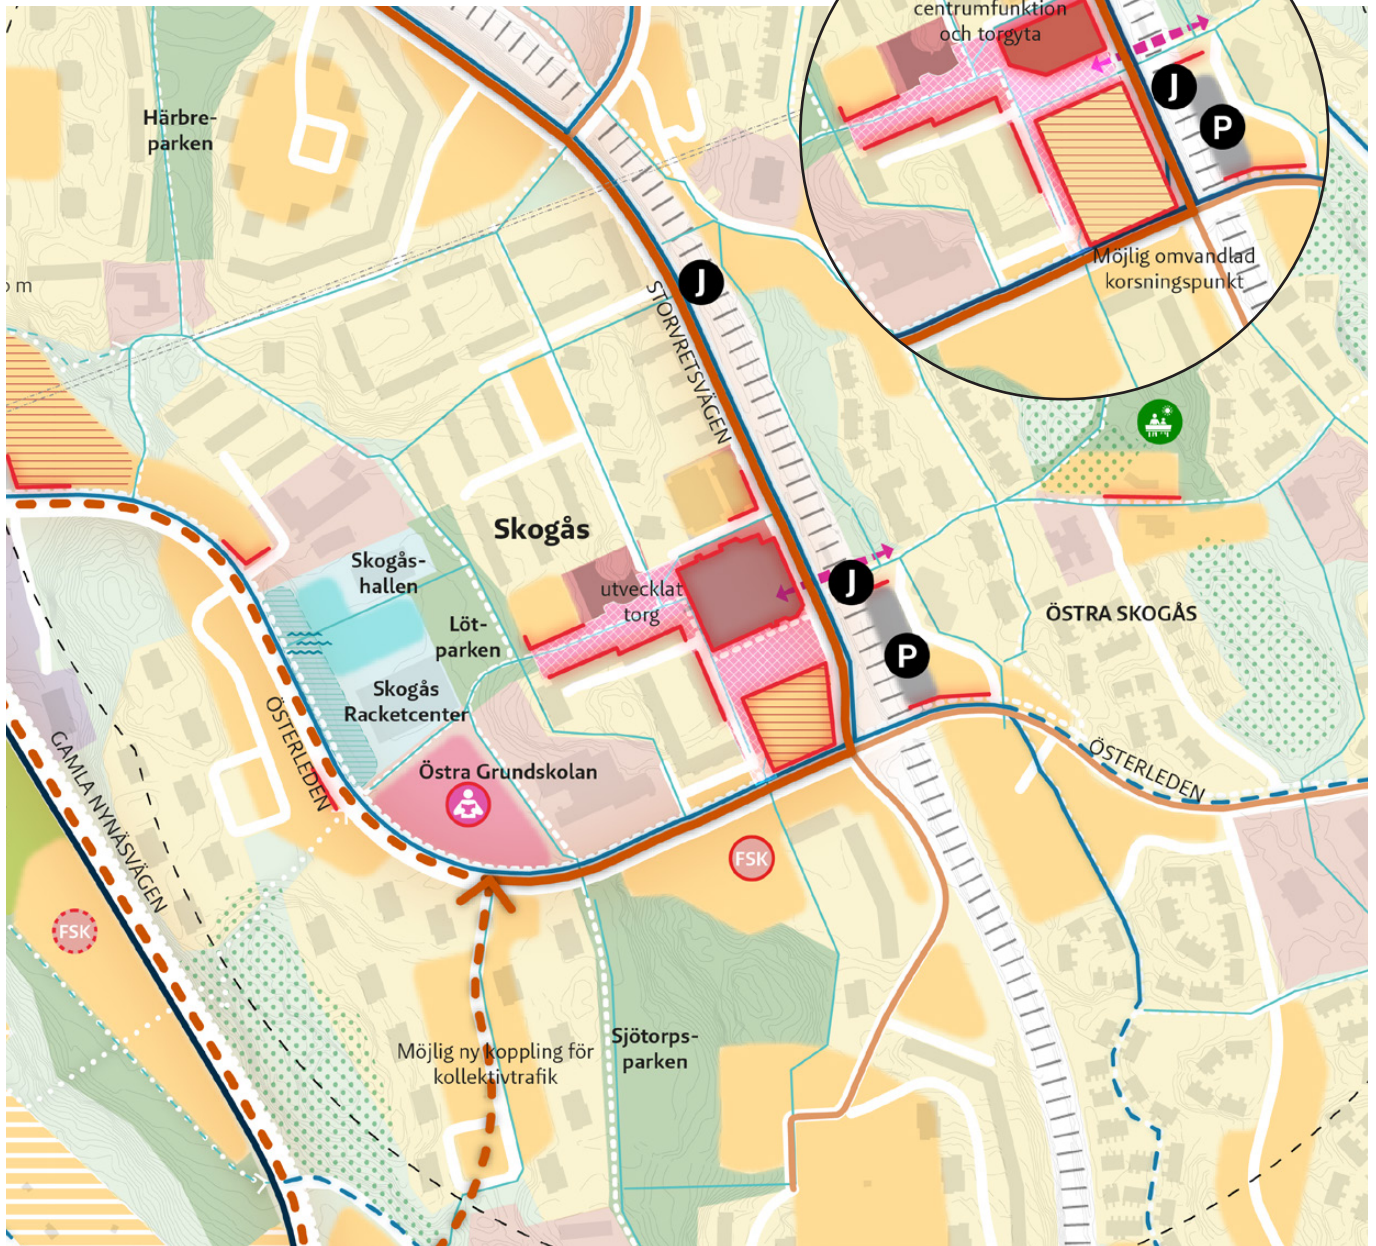 centrumfunktion
och torgyta
J
P
Härbre-
parken
Möjlig omvandlad
korsningspunkt
o m
J
STORVRETSVÄGEN
Skogås
Skogås-
hallen
utvecklat
torg
J
ÖSTRA SKOGÅS
Löt-
parken
P
Skogås
Racketcenter
ÖSTERLEDEN
GAMLA NYNÄSVÄGEN
Östra Grundskolan
ÖSTERLEDEN
FSK
FSK
Möjlig ny koppling för
kollektivtrafik
Sjötorps-
parken